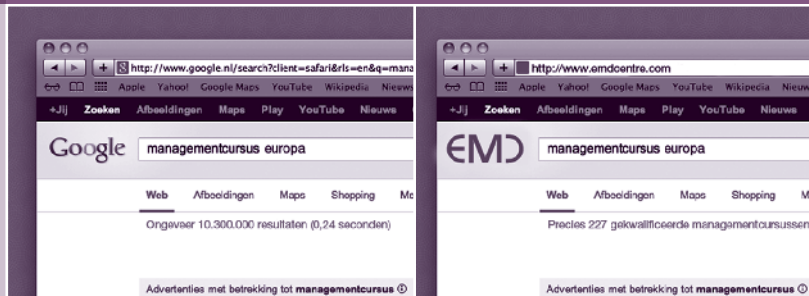 http://www.google.nl/search?client=safari&rls=en&q=mana
Apple Yahoo! Google Maps YouTube Wikipedia Nieuws
+Jij Zoeken Afbeeldingen Maps Play YouTube Nieuws
Google managementcursus europa
Web Afbeeldingen Maps Shopping Me
Ongeveer 10.300.000 resultaten (0,24 seconden)
Advertenties met betrekking tot managementcursus
http://www.emdcentre.com
Apple Yahoo! Google Maps YouTube Wikipedia Nieuw
+Jij Zoeken Afbeeldingen Maps Play YouTube Nieuws
EMD managementcursus europa
Web Afbeeldingen Maps Shopping M
Precies 227 gekwalificeerde managementcursussen
Advertenties met betrekking tot managementcursus